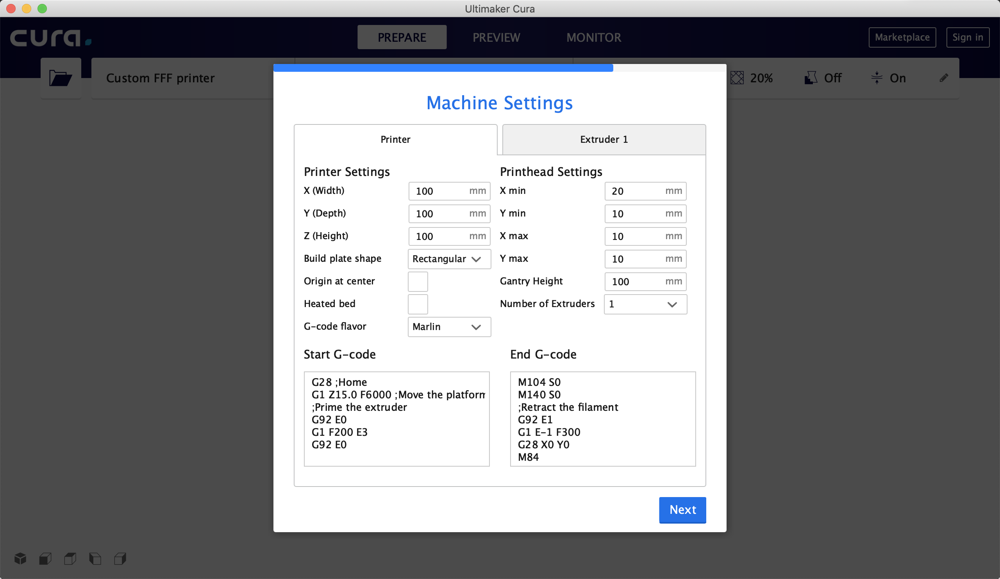 Ultimaker Cura
cura.
PREPARE
PREVIEW
MONITOR
Marketplace
Sign in
Custom FFF printer
20%
Off
On
Machine Settings
Printer
Extruder 1
Printer Settings
X (Width)
100 mm
Y (Depth)
100 mm
Z (Height)
100 mm
Build plate shape
Rectangular
Origin at center
Heated bed
G-code flavor
Marlin
Printhead Settings
X min
20 mm
Y min
10 mm
X max
10 mm
Y max
10 mm
Gantry Height
100 mm
Number of Extruders
1
Start G-code
G28 ;Home
G1 Z15.0 F6000 ;Move the platform
;Prime the extruder
G92 E0
G1 F200 E3
G92 E0
End G-code
M104 S0
M140 S0
;Retract the filament
G92 E1
G1 E-1 F300
G28 X0 Y0
M84
Next